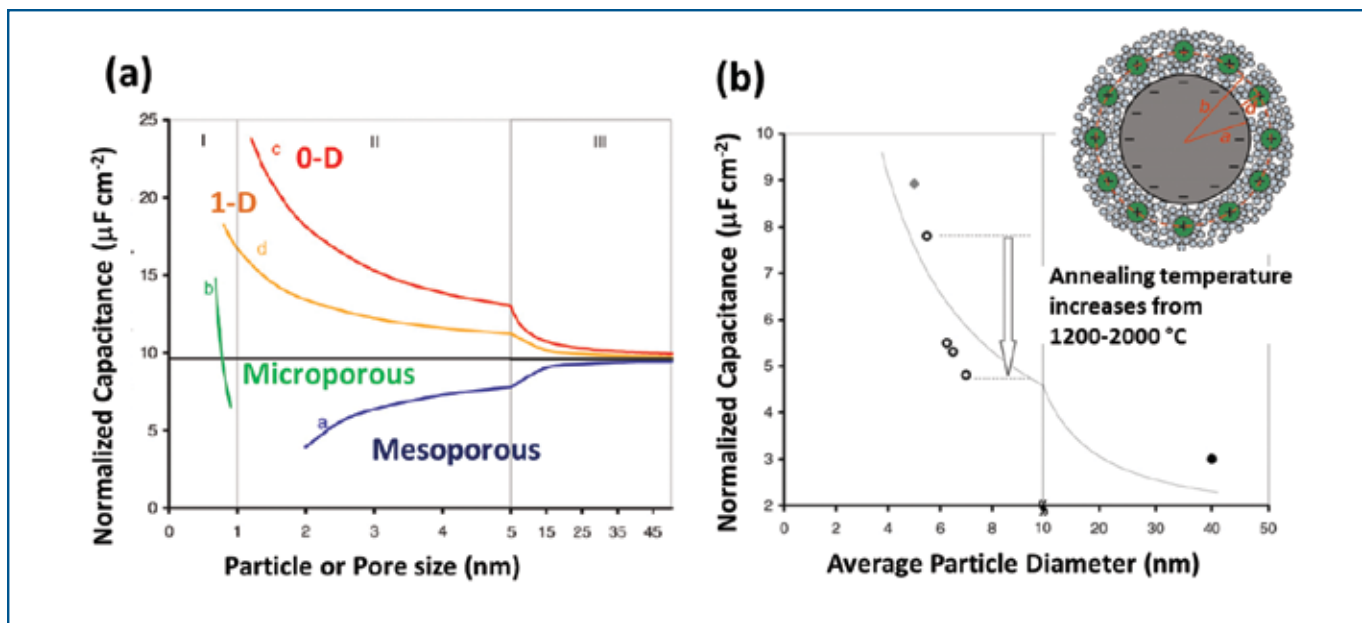 (a)
Normalized Capacitance (μF cm-2)
25
20
15
10
5
0
I
II
III
c
0-D
1-D
d
b
Microporous
a
Mesoporous
0
1
2
3
4
5
15
25
35
45
Particle or Pore size (nm)
(b)
Normalized Capacitance (μF cm-2)
10
9
8
7
6
5
4
3
2
b
d
a
Annealing temperature
increases from
1200-2000 °C
0
2
4
6
8
10
20
30
40
50
Average Particle Diameter (nm)